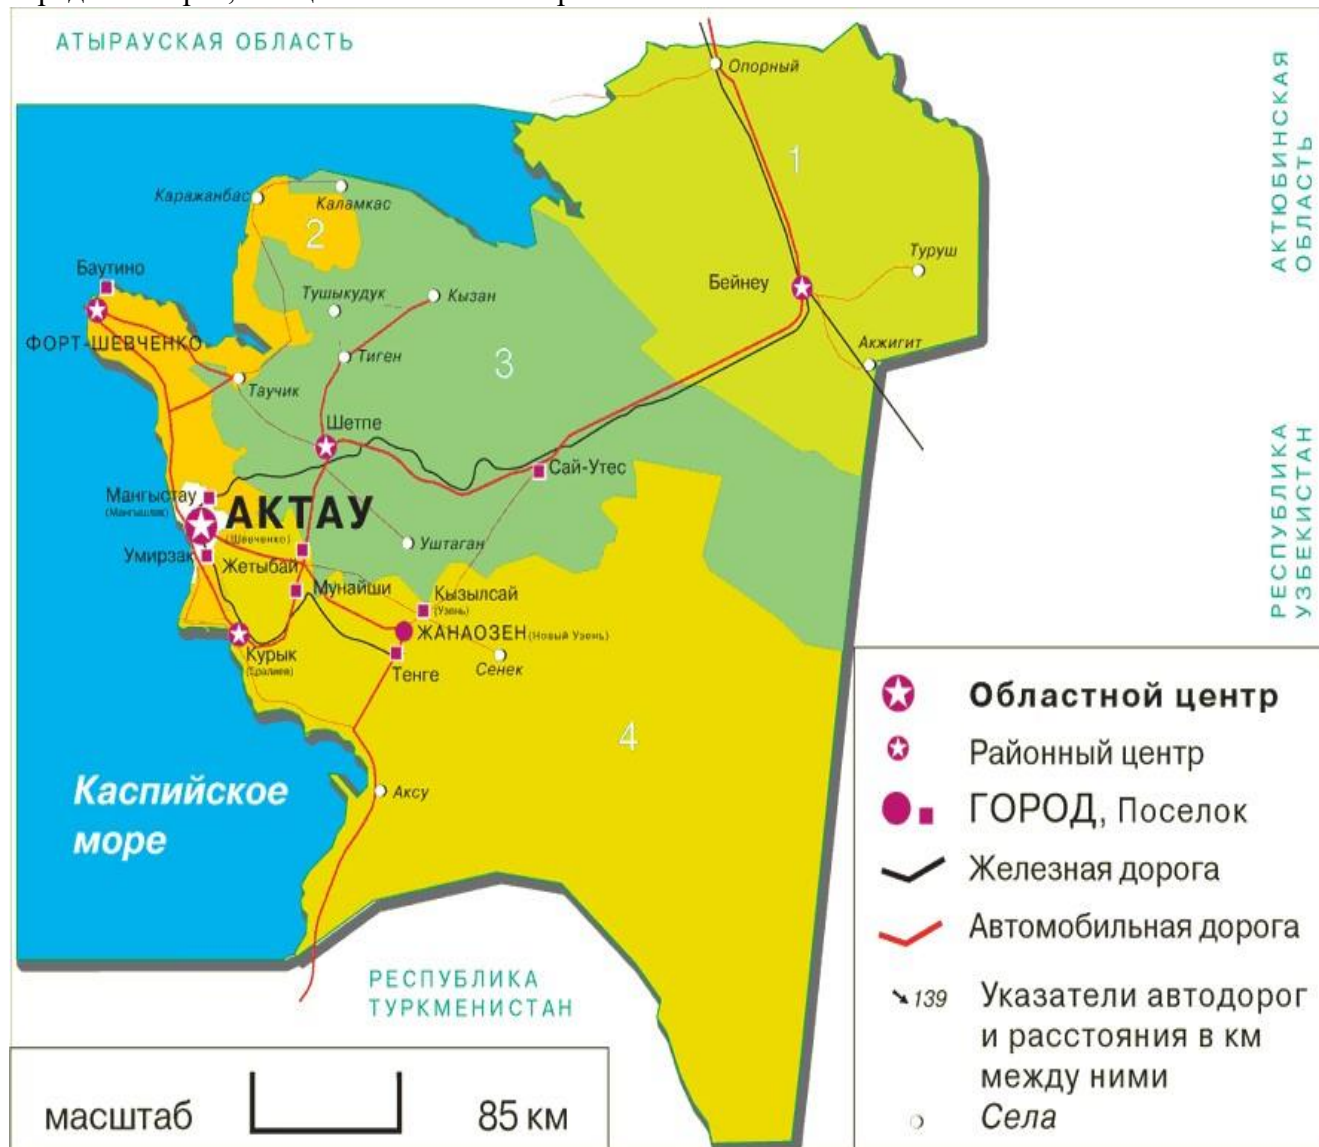 АТЫРАУСКАЯ ОБЛАСТЬ
АКТЮБИНСКАЯ
ОБЛАСТЬ
Опорный
1
Каражанбас
Каламкас
2
Туруш
Баутино
Бейнеу
Тушыкудук
Кызан
ФОРТ-ШЕВЧЕНКО
Тиген
3
Акжигит
Таучик
Шетпе
РЕСПУБЛИКА
УЗБЕКИСТАН
Сай-Утес
Мангыстау
(Мангышлак)
АКТАУ
(Шевченко)
Умирзак
Уштаган
Жетыбай
Мунайши
Кызылсай
(Узень)
ЖАНАОЗЕН (Новый Узень)
Курык
(Ералиев)
Тенге
Сенек
4
Аксу
Каспийское
море
РЕСПУБЛИКА
ТУРКМЕНИСТАН
масштаб
85 км
Областной центр
Районный центр
ГОРОД, Поселок
Железная дорога
Автомобильная дорога
139
Указатели автодорог
и расстояния в км
между ними
Села